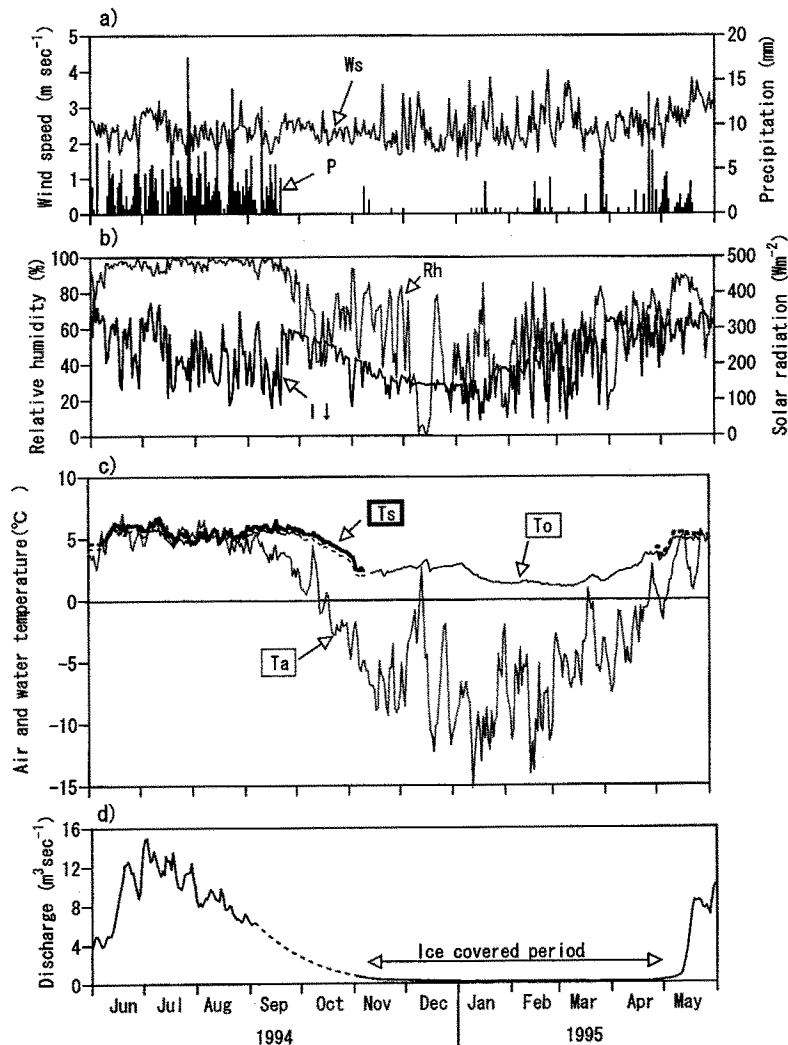 a)
Wind speed (m sec⁻¹)
5
4
3
2
1
0
Ws
P
20
15
10
5
0
Precipitation (mm)
b)
Relative humidity (%)
100
80
60
40
20
0
Rh
I↓
500
400
300
200
100
0
Solar radiation (Wm⁻²)
c)
Air and water temperature (℃)
10
5
0
-5
-10
-15
Ts
To
Ta
d)
Discharge (m³sec⁻¹)
16
12
8
4
0
Ice covered period
Jun Jul Aug Sep Oct Nov Dec Jan Feb Mar Apr May
1994 1995